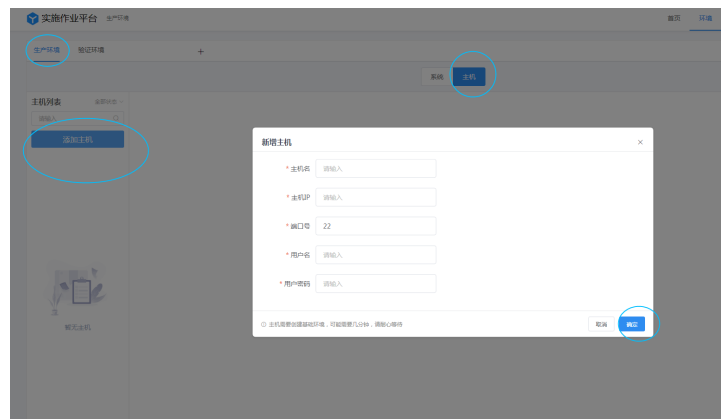 实施作业平台 生产环境 首页 环境
生产环境 验证环境 +
系统 主机
主机列表 全部状态
请输入
添加主机
新增主机 ×
* 主机名 请输入
* 主机IP 请输入
* 端口号 22
* 用户名 请输入
* 用户密码 请输入
主机需要创建基础环境，可能需要几分钟，请耐心等待 取消 确定
暂无主机